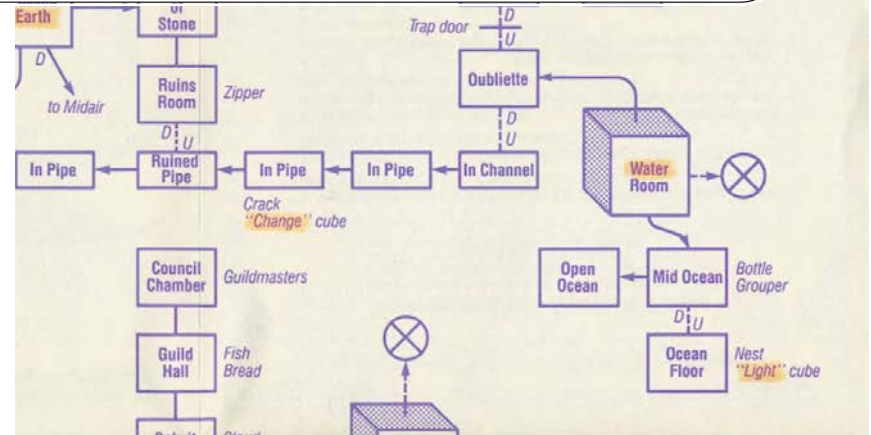 Earth
of
Stone
D
to Midair
Trap door
D
U
Oubliette
Ruins
Room
Zipper
D
U
D
U
In Pipe
Ruined
Pipe
In Pipe
In Pipe
In Channel
Water
Room
Crack
"Change" cube
Council
Chamber
Guildmasters
Open
Ocean
Mid Ocean
Bottle
Grouper
D
U
Guild
Hall
Fish
Bread
Ocean
Floor
Nest
"Light" cube